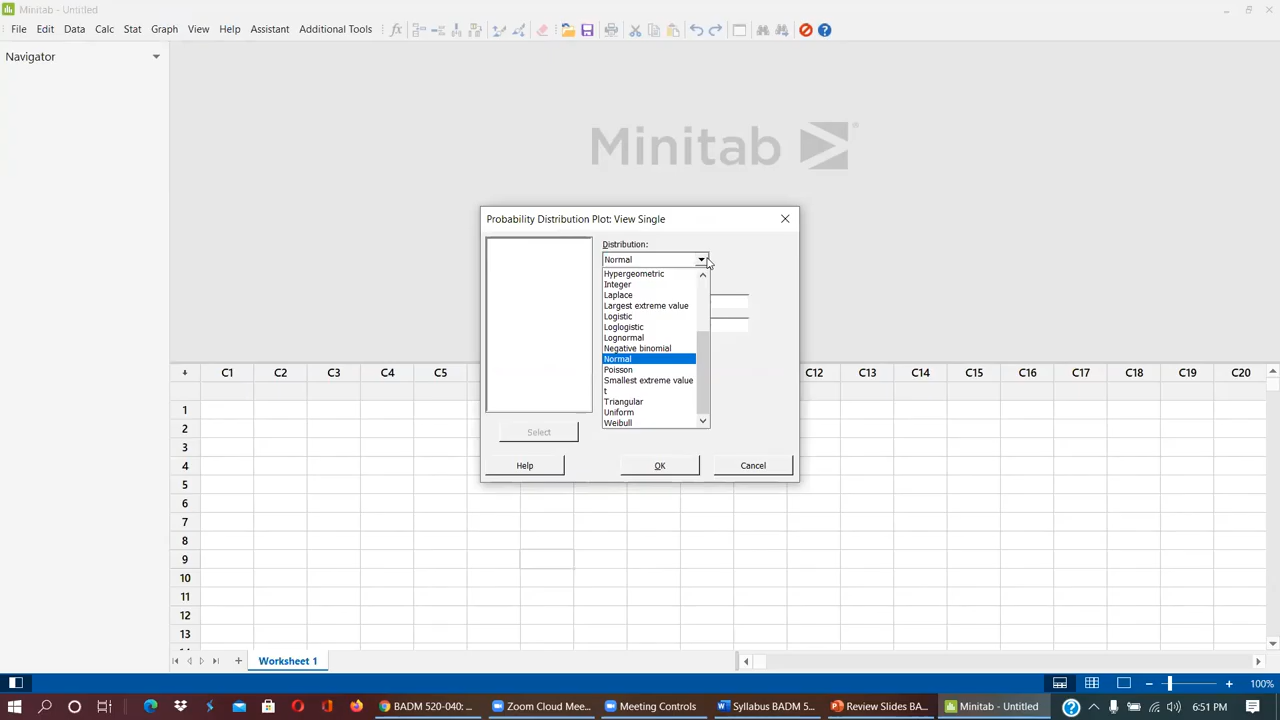 Minitab - Untitled
File Edit Data Calc Stat Graph View Help Assistant Additional Tools
Navigator
Minitab
Probability Distribution Plot: View Single
Distribution:
Normal
Hypergeometric
Integer
Laplace
Largest extreme value
Logistic
Loglogistic
Lognormal
Negative binomial
Normal
Poisson
Smallest extreme value
t
Triangular
Uniform
Weibull
Select
Help OK Cancel
C1 C2 C3 C4 C5 C12 C13 C14 C15 C16 C17 C18 C19 C20
1
2
3
4
5
6
7
8
9
10
11
12
13
Worksheet 1
100%
BADM 520-040: ... Zoom Cloud Mee... Meeting Controls Syllabus BADM 5... Review Slides BA... Minitab - Untitled 6:51 PM